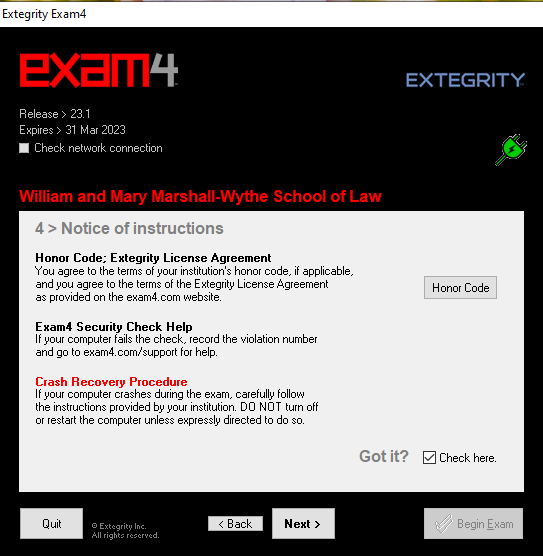 Extegrity Exam4
exam4
EXTEGRITY
Release > 23.1
Expires > 31 Mar 2023
Check network connection
William and Mary Marshall-Wythe School of Law
4 > Notice of instructions
Honor Code; Extegrity License Agreement
You agree to the terms of your institution's honor code, if applicable,
and you agree to the terms of the Extegrity License Agreement
as provided on the exam4.com website.
Honor Code
Exam4 Security Check Help
If your computer fails the check, record the violation number
and go to exam4.com/support for help.
Crash Recovery Procedure
If your computer crashes during the exam, carefully follow
the instructions provided by your institution. DO NOT turn off
or restart the computer unless expressly directed to do so.
Got it? Check here.
Quit
© Extegrity Inc.
All rights reserved.
< Back
Next >
Begin Exam